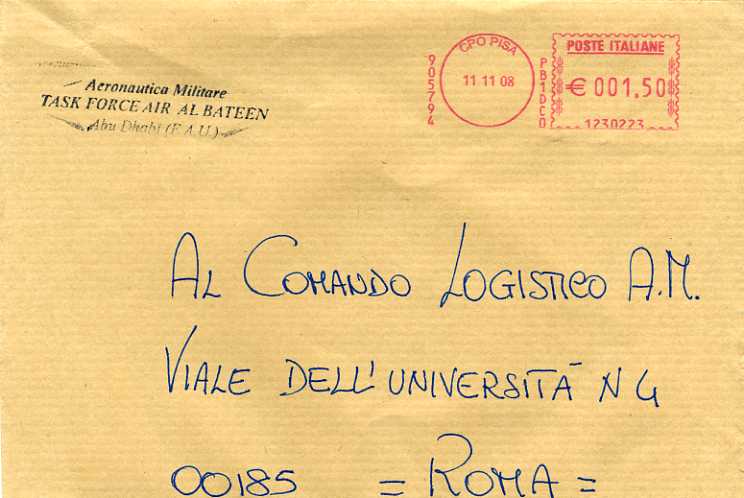 Aeronautica Militare
TASK FORCE AIR AL BATEEN
Abu Dhabi (E.A.U.)
905794
CPO PISA
11 11 08
PB1DCO
POSTE ITALIANE
€ 001,50
1230223
AL COMANDO LOGISTICO A.M.
VIALE DELL'UNIVERSITÀ N 4
00185 = ROMA =